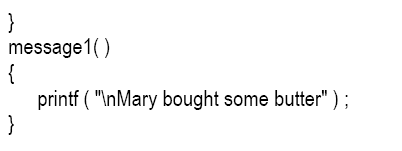 }
message1( )
{
printf ( "\nMary bought some butter" ) ;
}